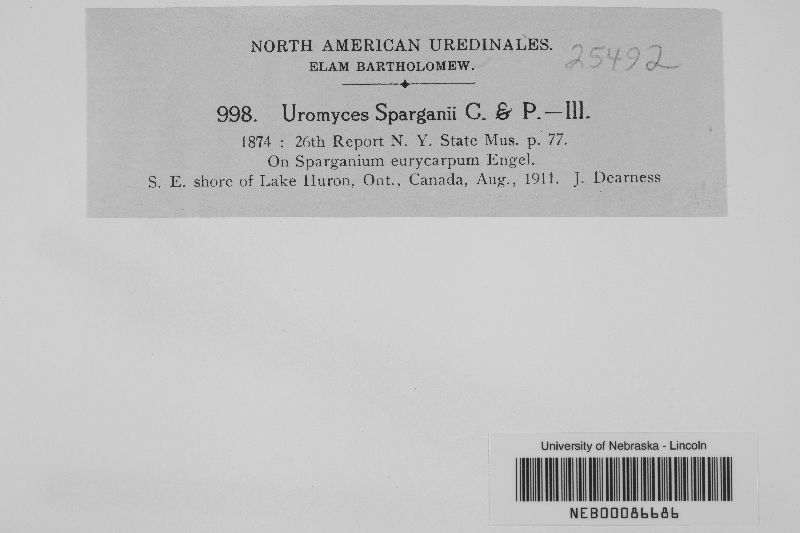 NORTH AMERICAN UREDINALES. 25492
ELAM BARTHOLOMEW.
998. Uromyces Sparganii C. & P.—III.
1874 : 26th Report N. Y. State Mus. p. 77.
On Sparganium eurycarpum Engel.
S. E. shore of Lake Huron, Ont., Canada, Aug., 1911. J. Dearness
University of Nebraska - Lincoln
NEB00086686